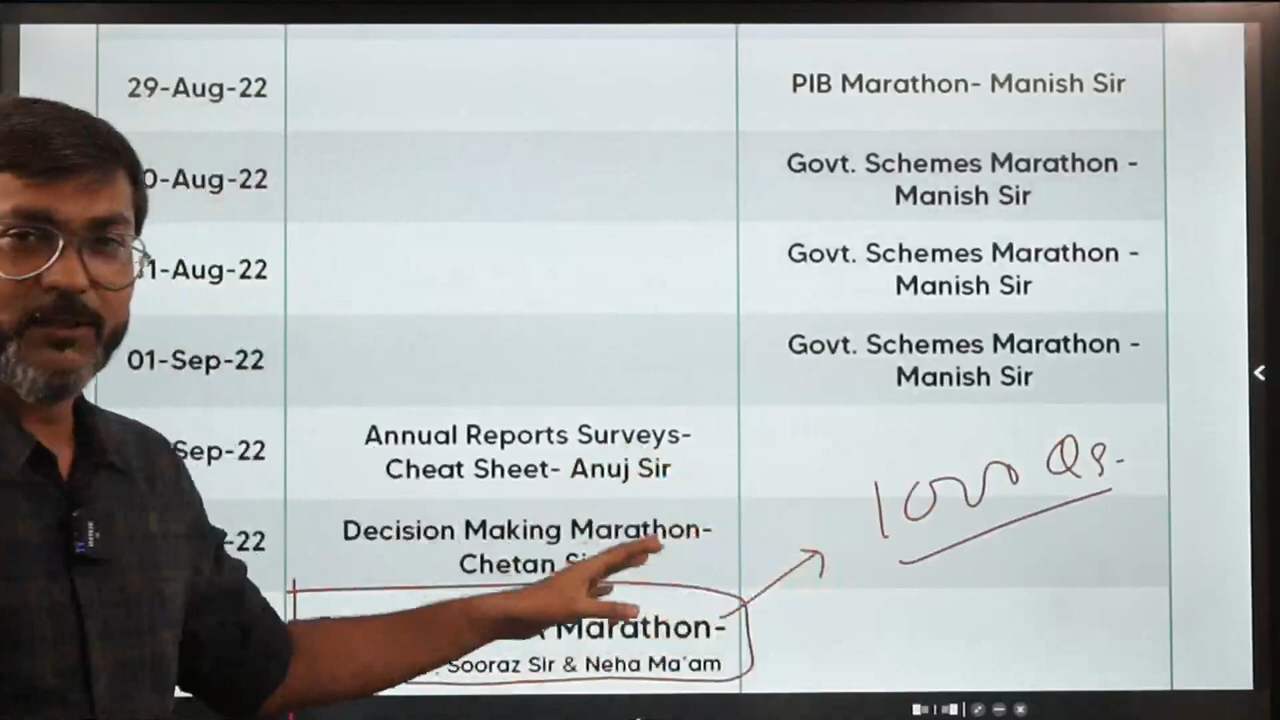 29-Aug-22
PIB Marathon- Manish Sir
0-Aug-22
Govt. Schemes Marathon -
Manish Sir
1-Aug-22
Govt. Schemes Marathon -
Manish Sir
01-Sep-22
Govt. Schemes Marathon -
Manish Sir
Sep-22
Annual Reports Surveys-
Cheat Sheet- Anuj Sir
-22
Decision Making Marathon-
Chetan
Marathon-
Sooraz Sir & Neha Ma'am
1000 Qs.